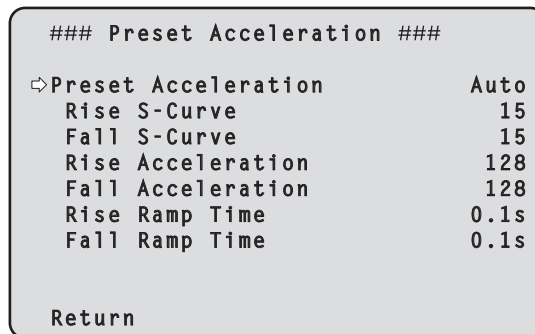 ### Preset Acceleration ###
⇨Preset Acceleration Auto
Rise S-Curve 15
Fall S-Curve 15
Rise Acceleration 128
Fall Acceleration 128
Rise Ramp Time 0.1s
Fall Ramp Time 0.1s
Return